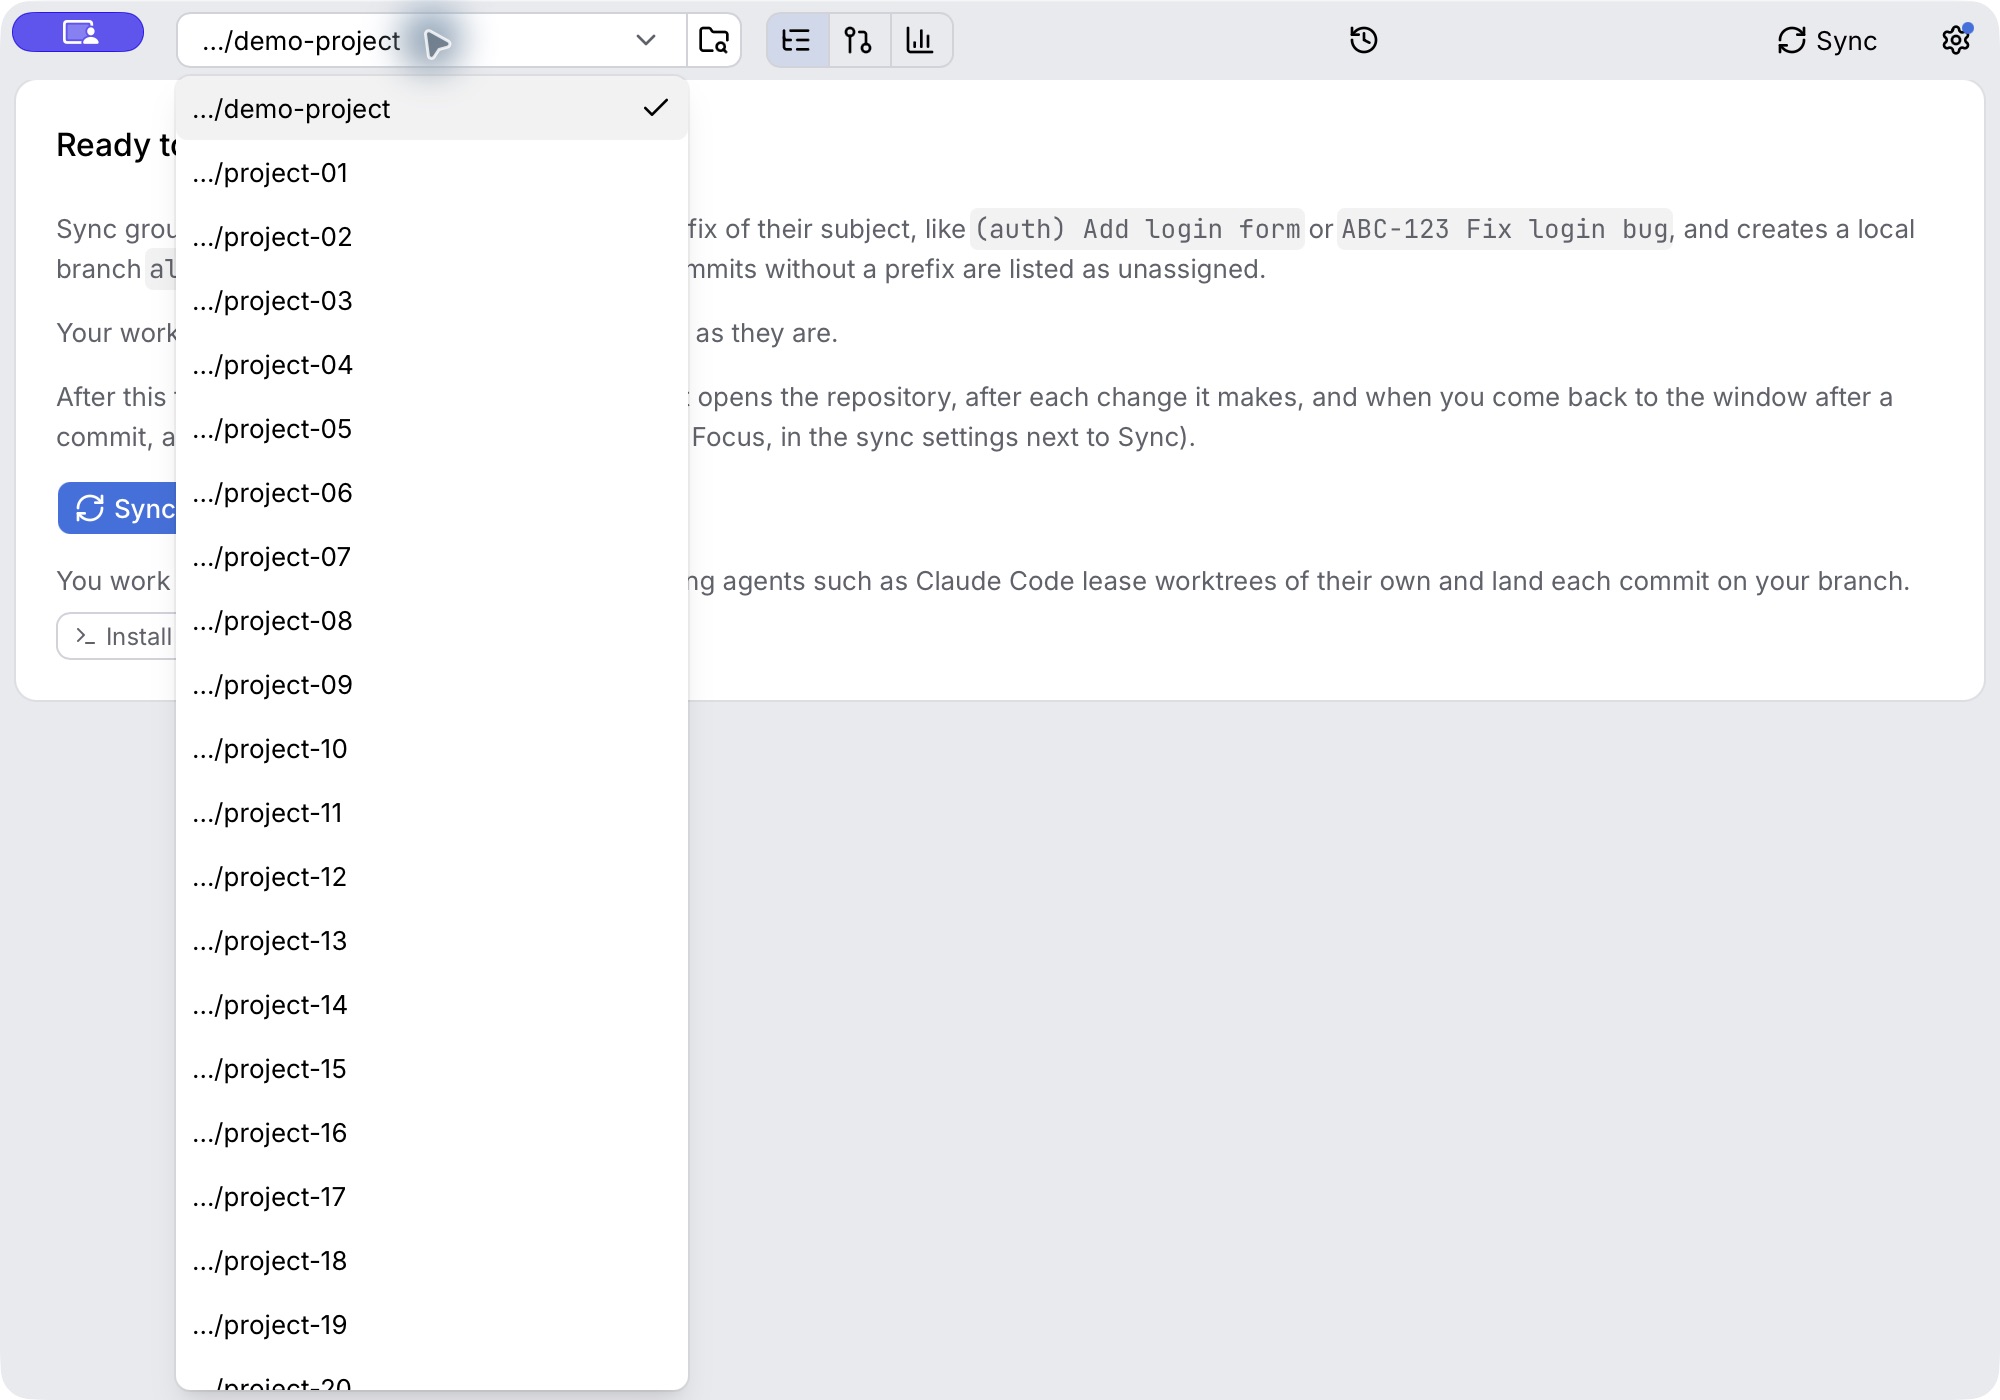 .../demo-project
Sync
.../demo-project
.../project-01
.../project-02
.../project-03
.../project-04
.../project-05
.../project-06
.../project-07
.../project-08
.../project-09
.../project-10
.../project-11
.../project-12
.../project-13
.../project-14
.../project-15
.../project-16
.../project-17
.../project-18
.../project-19
.../project-20
Ready
Sync fix of their subject, like (auth) Add login form or ABC-123 Fix login bug, and creates a local
branch without a prefix are listed as unassigned.
Your work as they are.
After this opens the repository, after each change it makes, and when you come back to the window after a
commit, Focus, in the sync settings next to Sync).
Sync
You work agents such as Claude Code lease worktrees of their own and land each commit on your branch.
>_ Install